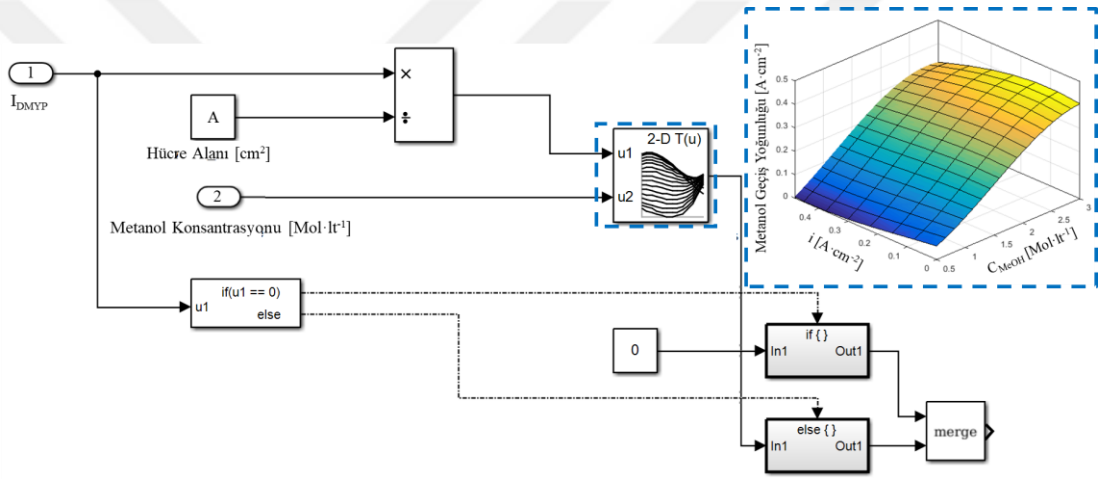 1
I_DMYP
A
Hücre Alanı [cm²]
×
÷
2
Metanol Konsantrasyonu [Mol·lt⁻¹]
2-D T(u)
u1
u2
Metanol Geçiş Yoğunluğu [A·cm⁻²]
0.5
0.4
0.3
0.2
0.1
0
0.4
0.3
0.2
0.1
0
i [A·cm⁻²]
0.5
1
1.5
2
2.5
3
C_MeOH [Mol·lt⁻¹]
u1
if(u1 == 0)
else
0
if { }
In1
Out1
else { }
In1
Out1
merge